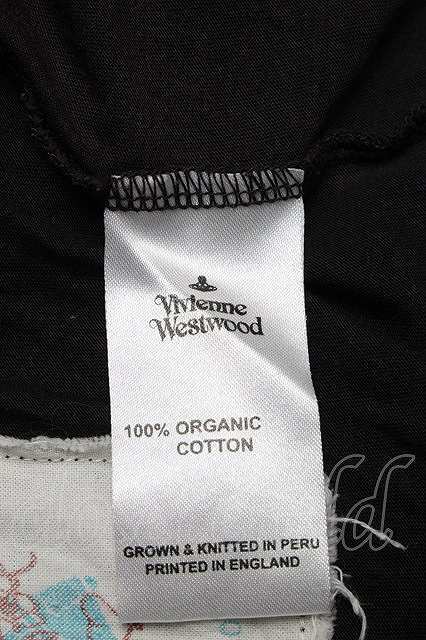 Vivienne
Westwood
100% ORGANIC
COTTON
GROWN & KNITTED IN PERU
PRINTED IN ENGLAND